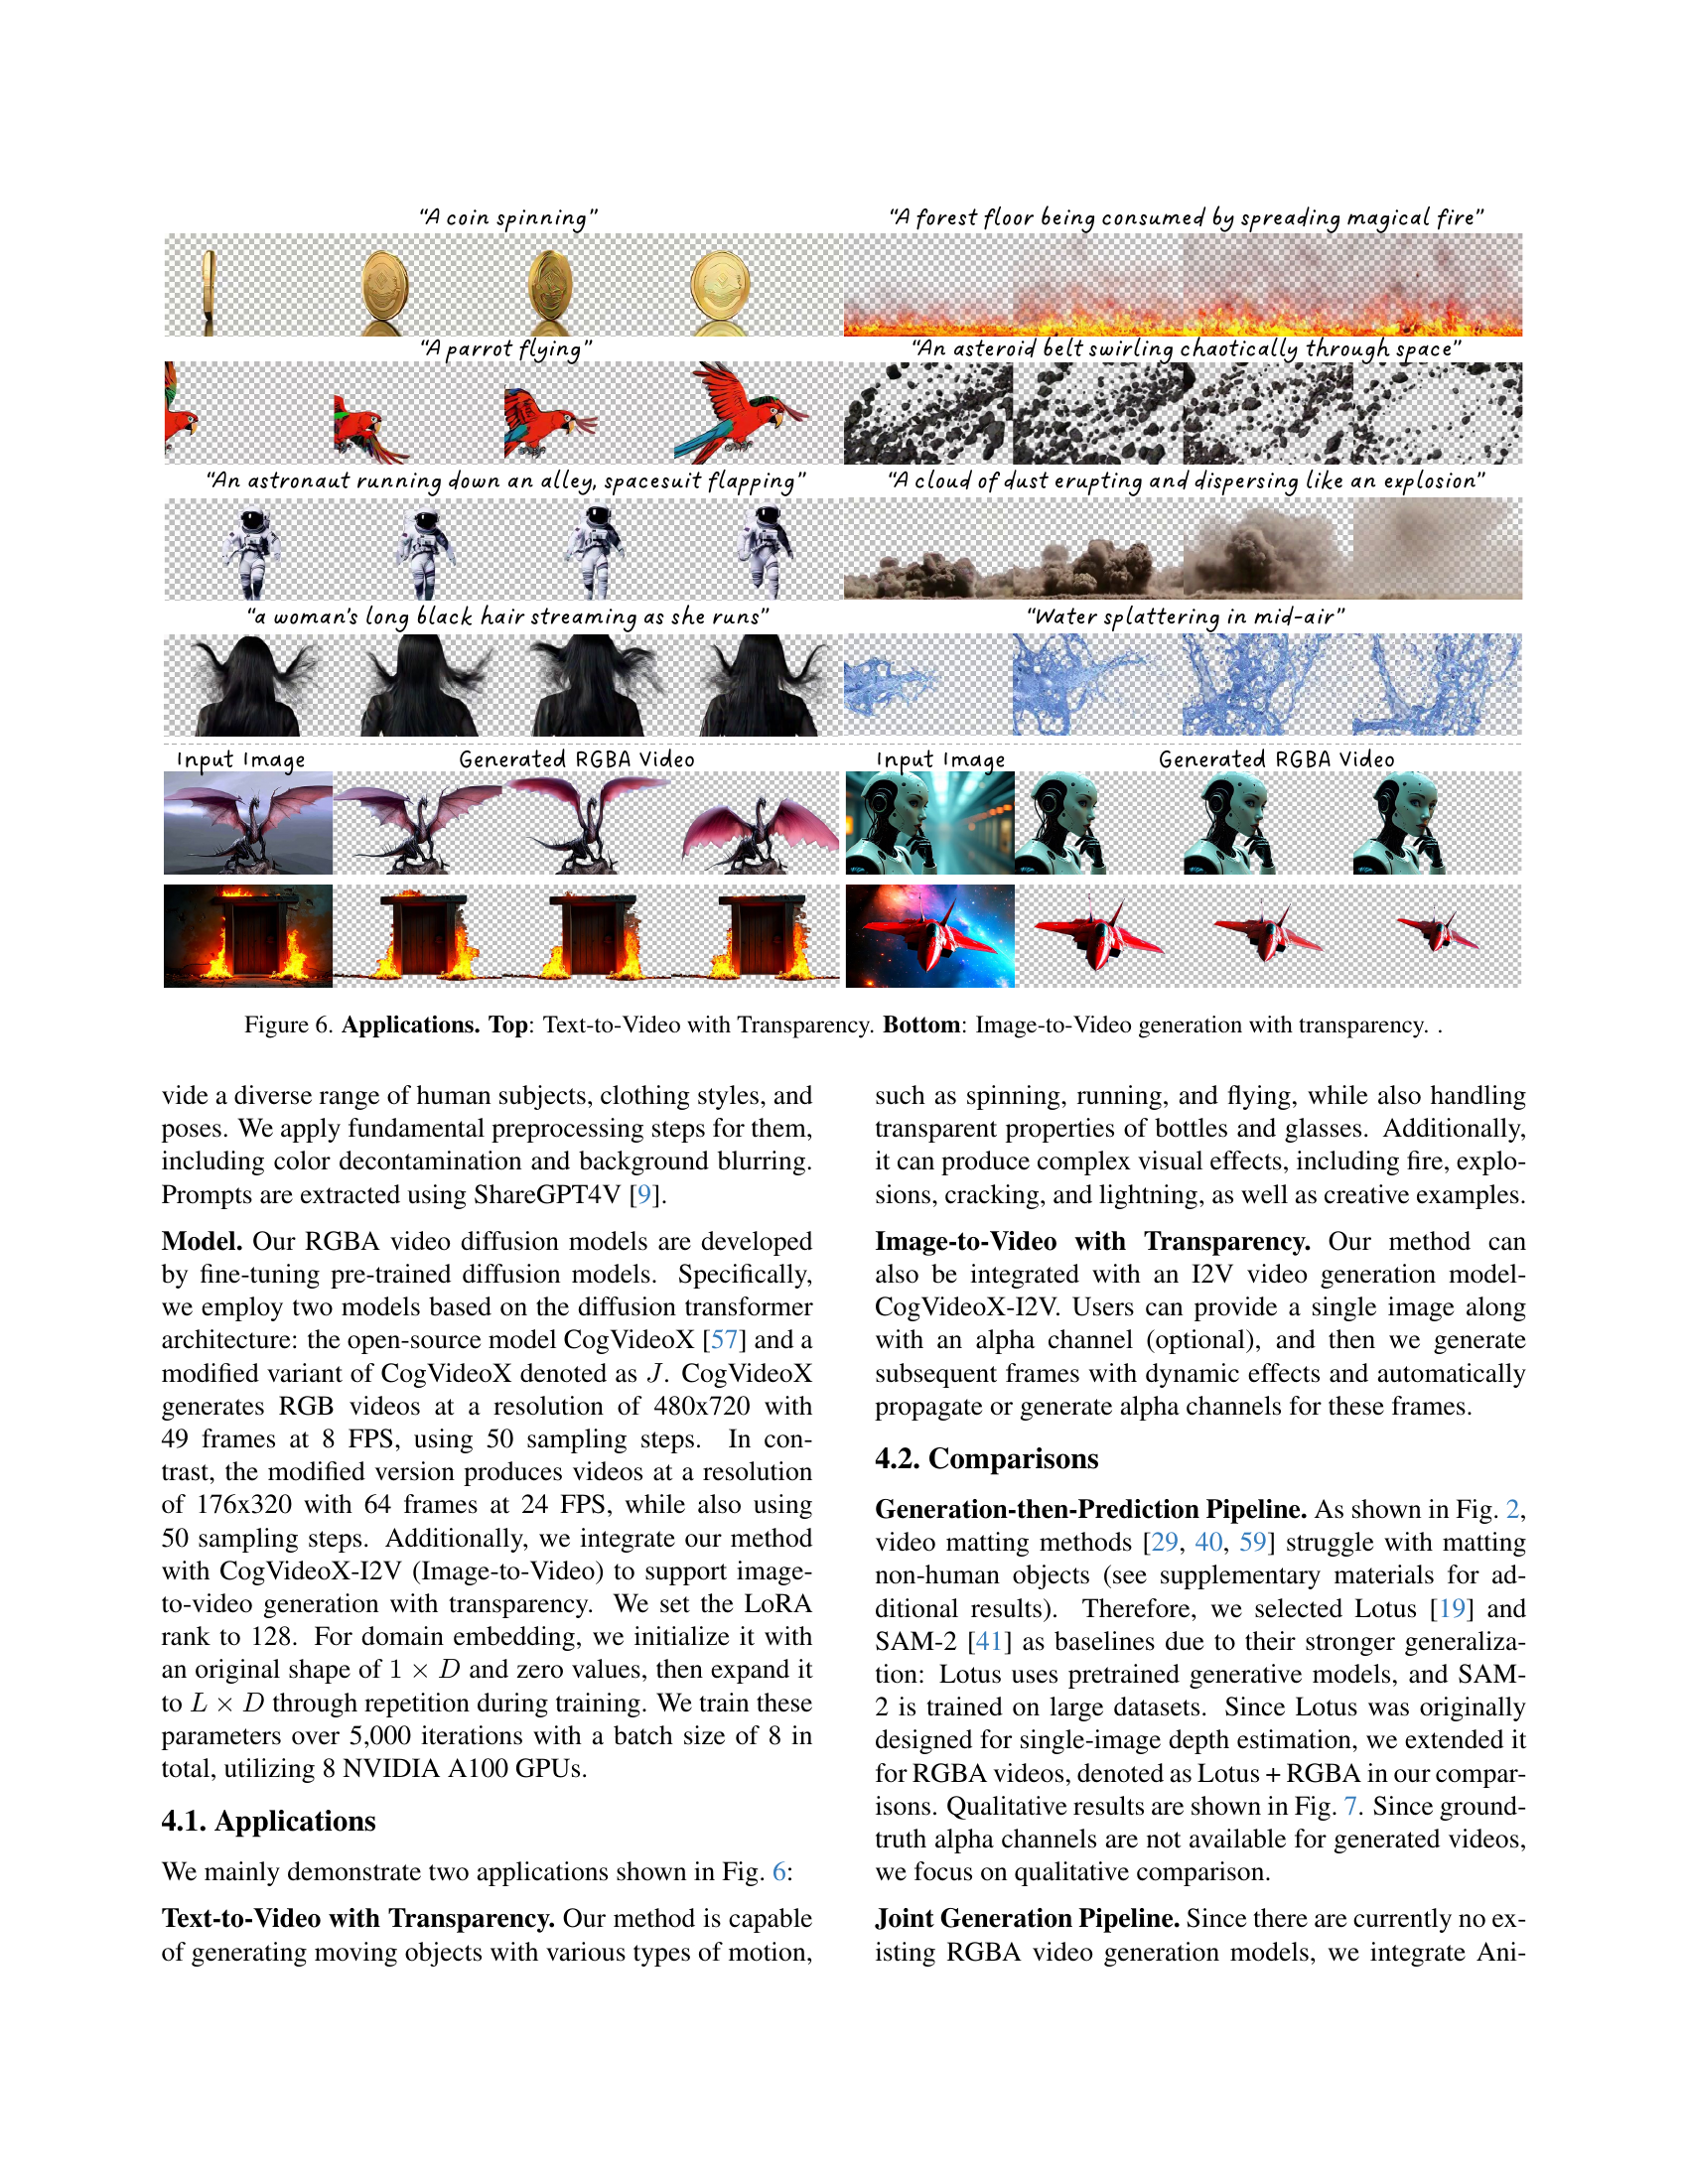 “A coin spinning”
“A forest floor being consumed by spreading magical fire”
“A parrot flying”
“An asteroid belt swirling chaotically through space”
“An astronaut running down an alley, spacesuit flapping”
“A cloud of dust erupting and dispersing like an explosion”
“a woman's long black hair streaming as she runs”
“Water splattering in mid-air”
Input Image
Generated RGBA Video
Input Image
Generated RGBA Video
Figure 6. Applications. Top: Text-to-Video with Transparency. Bottom: Image-to-Video generation with transparency. .
vide a diverse range of human subjects, clothing styles, and
poses. We apply fundamental preprocessing steps for them,
including color decontamination and background blurring.
Prompts are extracted using ShareGPT4V [9].
Model. Our RGBA video diffusion models are developed
by fine-tuning pre-trained diffusion models. Specifically,
we employ two models based on the diffusion transformer
architecture: the open-source model CogVideoX [57] and a
modified variant of CogVideoX denoted as J. CogVideoX
generates RGB videos at a resolution of 480x720 with
49 frames at 8 FPS, using 50 sampling steps. In con-
trast, the modified version produces videos at a resolution
of 176x320 with 64 frames at 24 FPS, while also using
50 sampling steps. Additionally, we integrate our method
with CogVideoX-I2V (Image-to-Video) to support image-
to-video generation with transparency. We set the LoRA
rank to 128. For domain embedding, we initialize it with
an original shape of 1 × D and zero values, then expand it
to L × D through repetition during training. We train these
parameters over 5,000 iterations with a batch size of 8 in
total, utilizing 8 NVIDIA A100 GPUs.
4.1. Applications
We mainly demonstrate two applications shown in Fig. 6:
Text-to-Video with Transparency. Our method is capable
of generating moving objects with various types of motion,
such as spinning, running, and flying, while also handling
transparent properties of bottles and glasses. Additionally,
it can produce complex visual effects, including fire, explo-
sions, cracking, and lightning, as well as creative examples.
Image-to-Video with Transparency. Our method can
also be integrated with an I2V video generation model-
CogVideoX-I2V. Users can provide a single image along
with an alpha channel (optional), and then we generate
subsequent frames with dynamic effects and automatically
propagate or generate alpha channels for these frames.
4.2. Comparisons
Generation-then-Prediction Pipeline. As shown in Fig. 2,
video matting methods [29, 40, 59] struggle with matting
non-human objects (see supplementary materials for ad-
ditional results). Therefore, we selected Lotus [19] and
SAM-2 [41] as baselines due to their stronger generaliza-
tion: Lotus uses pretrained generative models, and SAM-
2 is trained on large datasets. Since Lotus was originally
designed for single-image depth estimation, we extended it
for RGBA videos, denoted as Lotus + RGBA in our compar-
isons. Qualitative results are shown in Fig. 7. Since ground-
truth alpha channels are not available for generated videos,
we focus on qualitative comparison.
Joint Generation Pipeline. Since there are currently no ex-
isting RGBA video generation models, we integrate Ani-